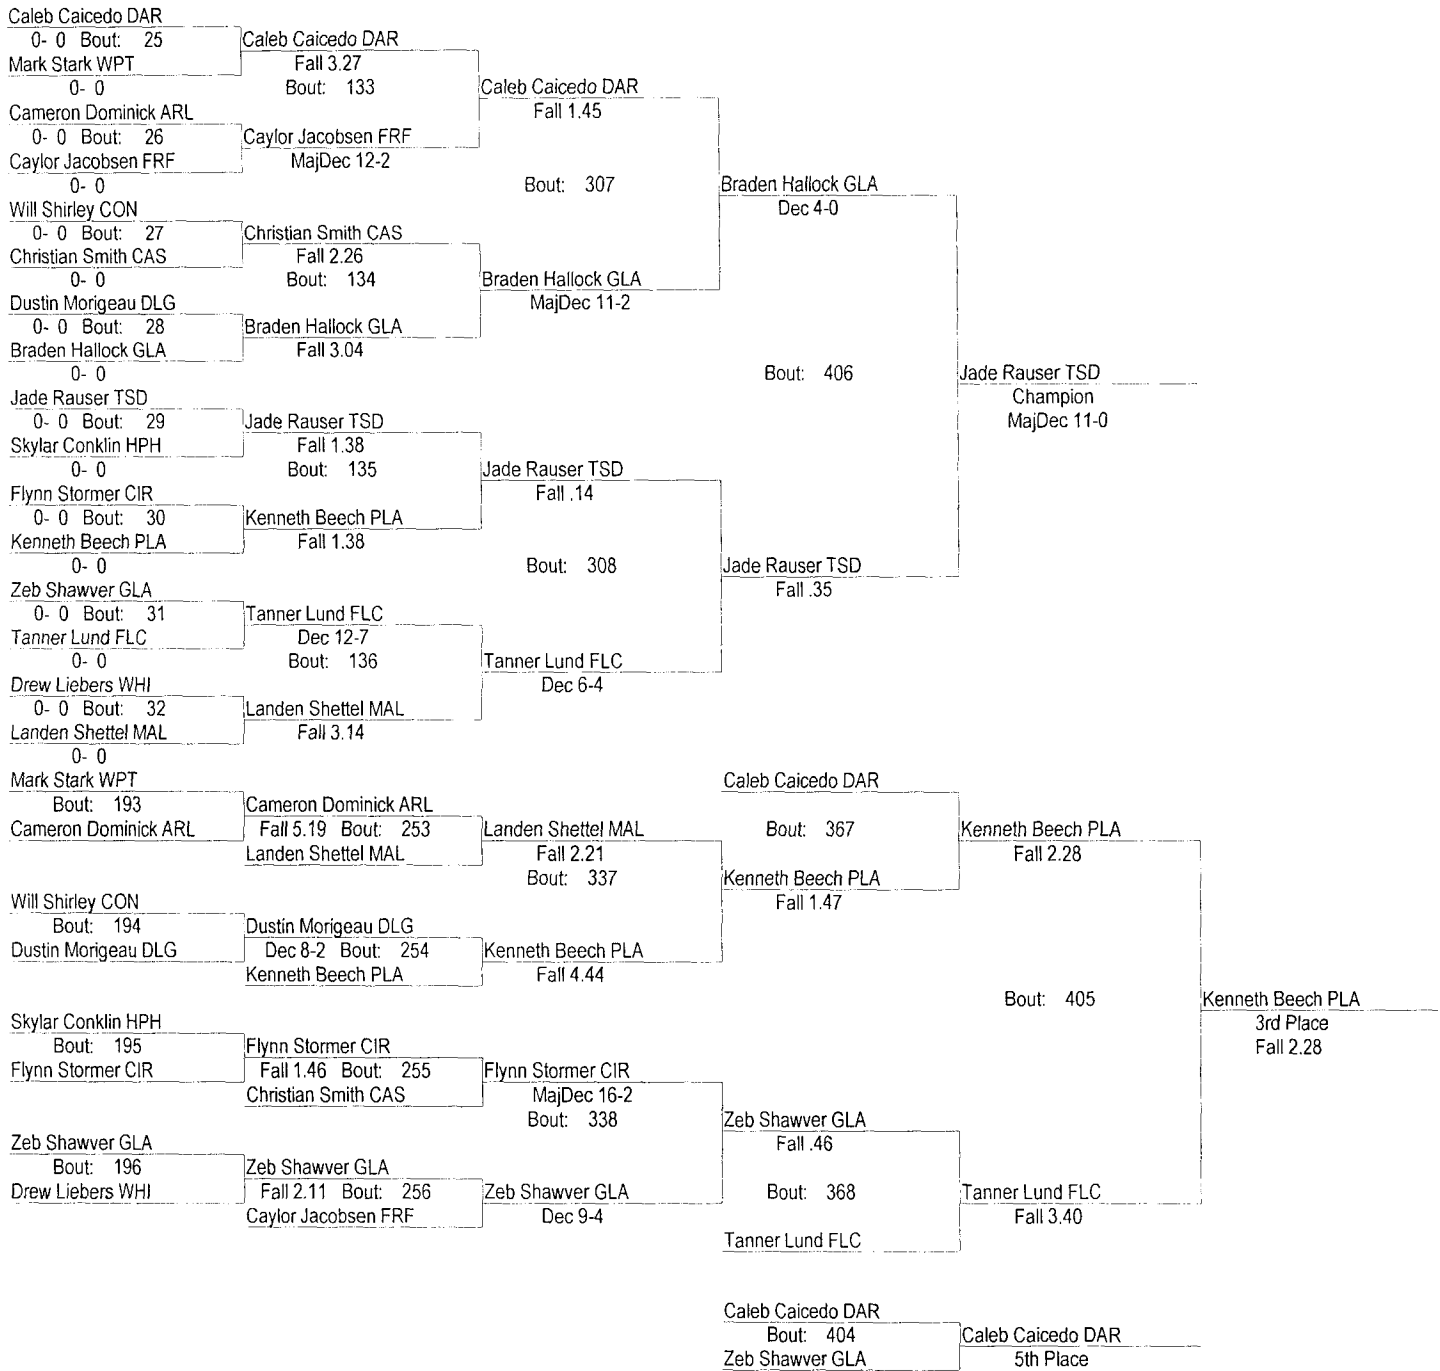 Caleb Caicedo DAR
0- 0 Bout: 25
Mark Stark WPT
0- 0
Cameron Dominick ARL
0- 0 Bout: 26
Caylor Jacobsen FRF
0- 0
Will Shirley CON
0- 0 Bout: 27
Christian Smith CAS
0- 0
Dustin Morigeau DLG
0- 0 Bout: 28
Braden Hallock GLA
0- 0
Jade Rauser TSD
0- 0 Bout: 29
Skylar Conklin HPH
0- 0
Flynn Stormer CIR
0- 0 Bout: 30
Kenneth Beech PLA
0- 0
Zeb Shawver GLA
0- 0 Bout: 31
Tanner Lund FLC
0- 0
Drew Liebers WHI
0- 0 Bout: 32
Landen Shettel MAL
0- 0
Caleb Caicedo DAR
Fall 3.27
Bout: 133
Caylor Jacobsen FRF
MajDec 12-2
Christian Smith CAS
Fall 2.26
Bout: 134
Braden Hallock GLA
Fall 3.04
Jade Rauser TSD
Fall 1.38
Bout: 135
Kenneth Beech PLA
Fall 1.38
Tanner Lund FLC
Dec 12-7
Bout: 136
Landen Shettel MAL
Fall 3.14
Caleb Caicedo DAR
Fall 1.45
Bout: 307
Braden Hallock GLA
MajDec 11-2
Jade Rauser TSD
Fall .14
Bout: 308
Tanner Lund FLC
Dec 6-4
Braden Hallock GLA
Dec 4-0
Bout: 406
Jade Rauser TSD
Fall .35
Jade Rauser TSD
Champion
MajDec 11-0
Mark Stark WPT
Bout: 193
Cameron Dominick ARL
Will Shirley CON
Bout: 194
Dustin Morigeau DLG
Skylar Conklin HPH
Bout: 195
Flynn Stormer CIR
Zeb Shawver GLA
Bout: 196
Drew Liebers WHI
Cameron Dominick ARL
Fall 5.19 Bout: 253
Landen Shettel MAL
Dustin Morigeau DLG
Dec 8-2 Bout: 254
Kenneth Beech PLA
Flynn Stormer CIR
Fall 1.46 Bout: 255
Christian Smith CAS
Zeb Shawver GLA
Fall 2.11 Bout: 256
Caylor Jacobsen FRF
Landen Shettel MAL
Fall 2.21
Bout: 337
Kenneth Beech PLA
Fall 4.44
Flynn Stormer CIR
MajDec 16-2
Bout: 338
Zeb Shawver GLA
Dec 9-4
Caleb Caicedo DAR
Bout: 367
Kenneth Beech PLA
Fall 1.47
Zeb Shawver GLA
Fall .46
Bout: 368
Tanner Lund FLC
Kenneth Beech PLA
Fall 2.28
Bout: 405
Tanner Lund FLC
Fall 3.40
Kenneth Beech PLA
3rd Place
Fall 2.28
Caleb Caicedo DAR
Bout: 404
Zeb Shawver GLA
Caleb Caicedo DAR
5th Place